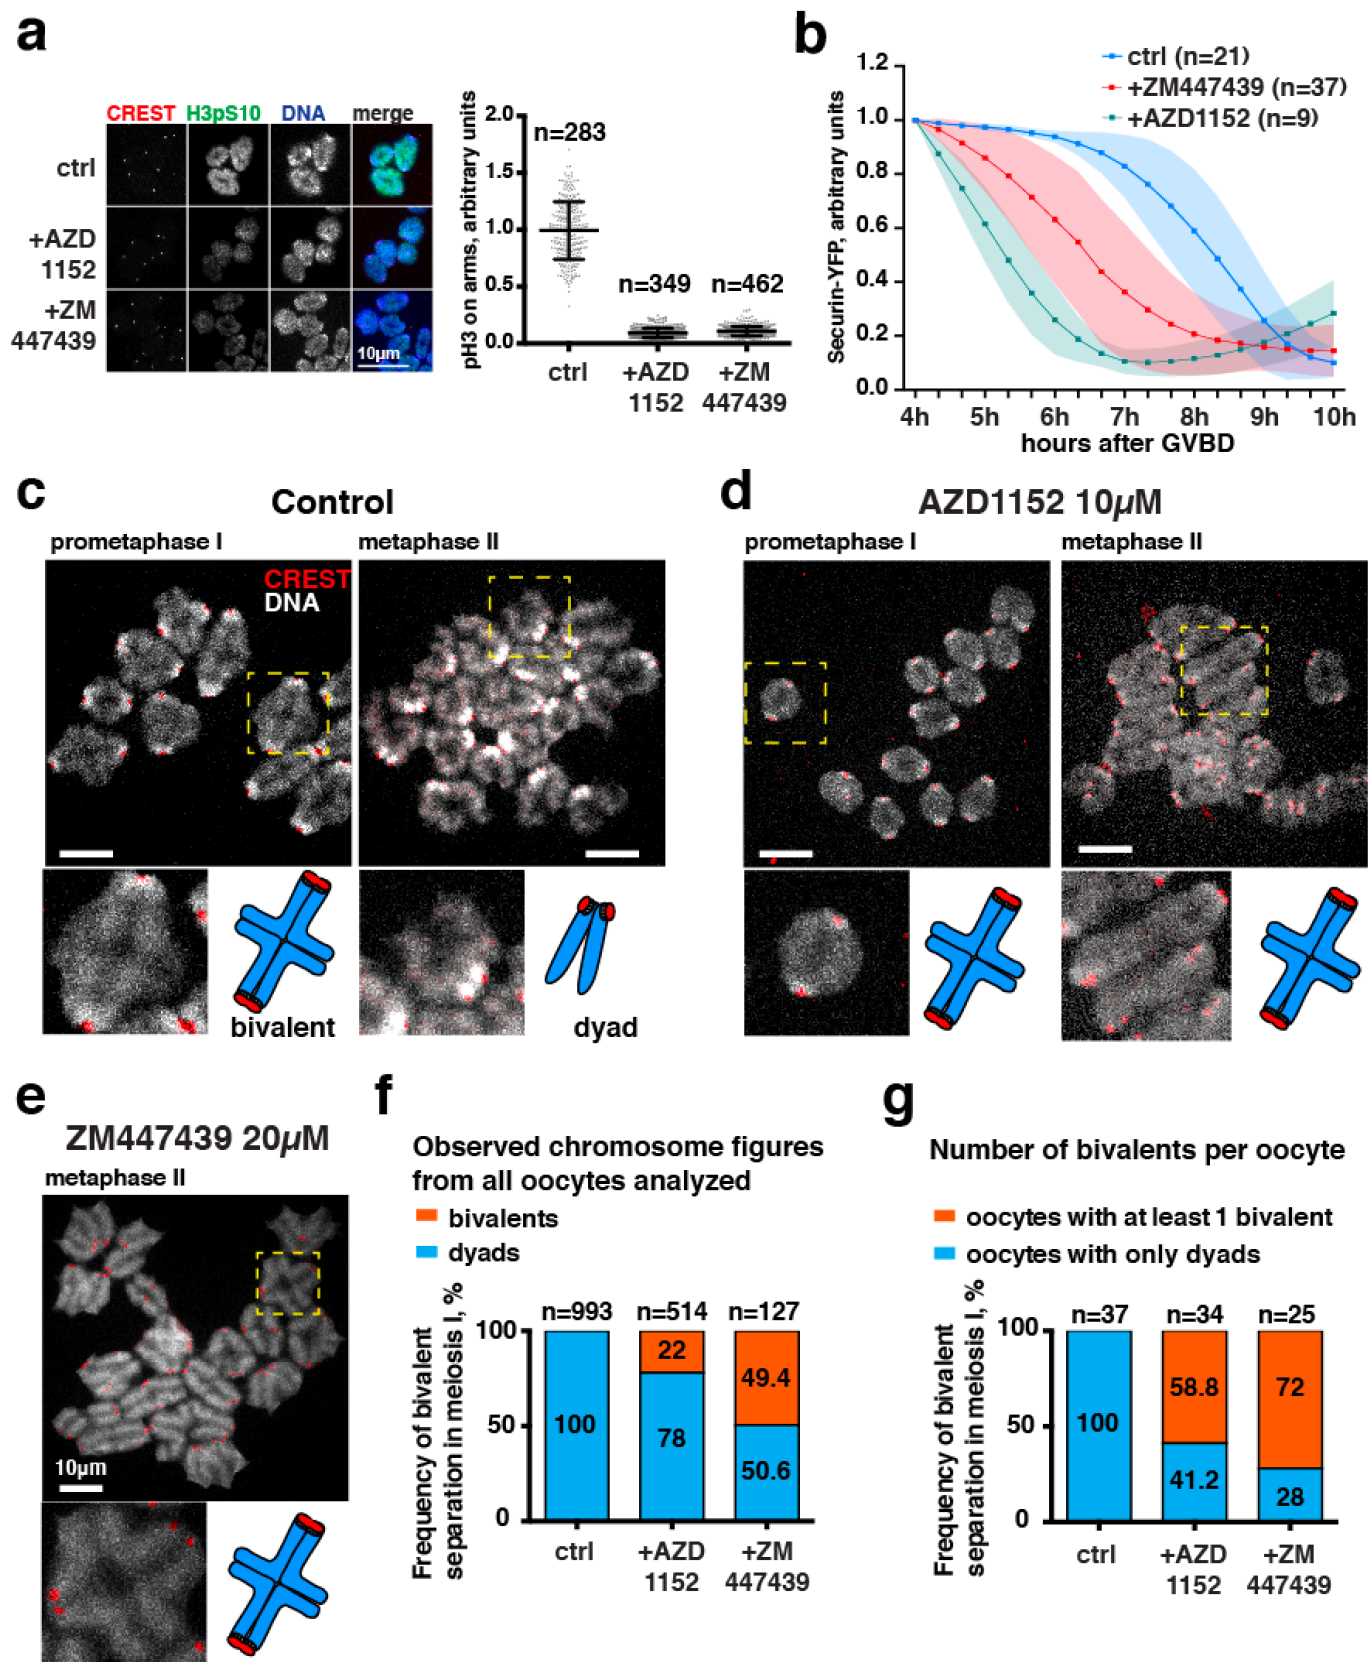 a
CREST H3pS10 DNA merge
ctrl
+AZD
1152
+ZM
447439
10µm
pH3 on arms, arbitrary units
2.0
1.5
1.0
0.5
0.0
n=283
n=349
n=462
ctrl
+AZD
1152
+ZM
447439
b
Securin-YFP, arbitrary units
1.2
1.0
0.8
0.6
0.4
0.2
0.0
ctrl (n=21)
+ZM447439 (n=37)
+AZD1152 (n=9)
4h 5h 6h 7h 8h 9h 10h
hours after GVBD
c
Control
prometaphase I
metaphase II
CREST
DNA
bivalent
dyad
d
AZD1152 10µM
prometaphase I
metaphase II
e
ZM447439 20µM
metaphase II
10µm
f
Observed chromosome figures
from all oocytes analyzed
bivalents
dyads
Frequency of bivalent
separation in meiosis I, %
100
50
0
n=993 n=514 n=127
100
22
78
49.4
50.6
ctrl
+AZD
1152
+ZM
447439
g
Number of bivalents per oocyte
oocytes with at least 1 bivalent
oocytes with only dyads
Frequency of bivalent
separation in meiosis I, %
100
50
0
n=37 n=34 n=25
100
58.8
41.2
72
28
ctrl
+AZD
1152
+ZM
447439